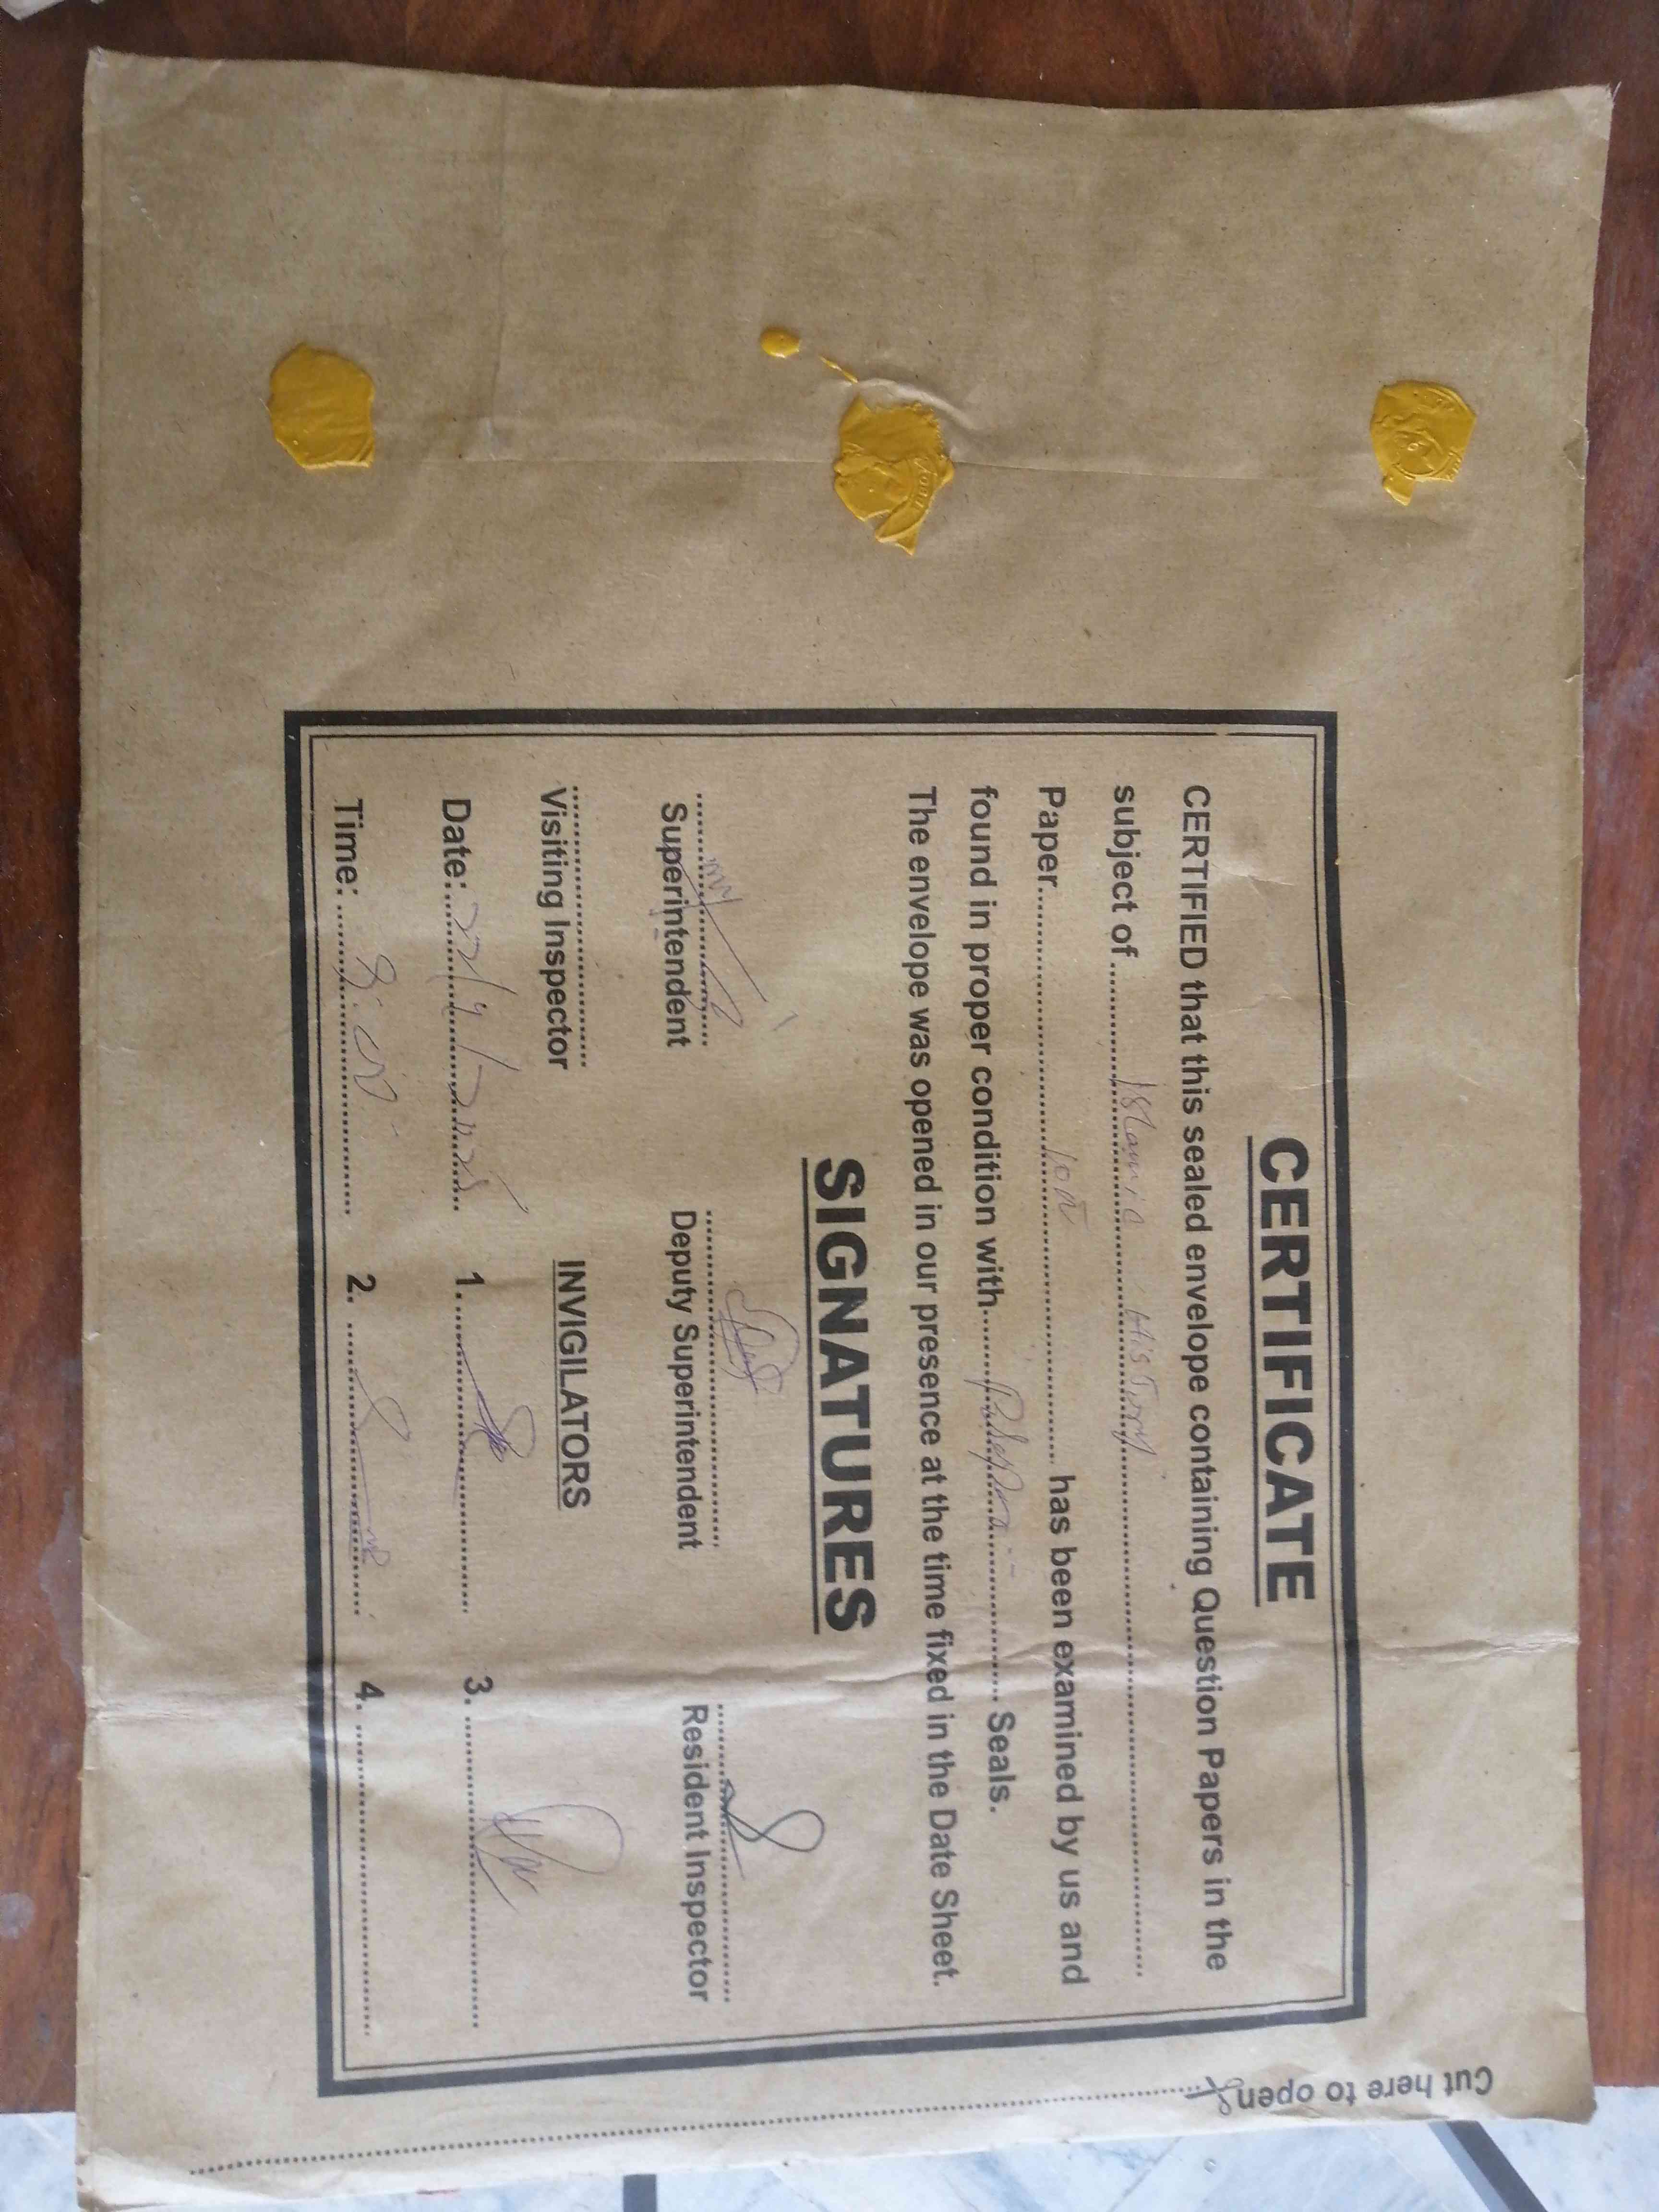 CERTIFICATE
CERTIFIED that this sealed envelope containing Question Papers in the
subject of.......... Islamic History ..........
Paper.......... has been examined by us and
found in proper condition with.......... Seals.
The envelope was opened in our presence at the time fixed in the Date Sheet.
SIGNATURES
Superintendent Deputy Superintendent Resident Inspector
Visiting Inspector INVIGILATORS
Date:.......... 1. .......... 3. ..........
Time: .......... 2. .......... 4. ..........
Cut here to open